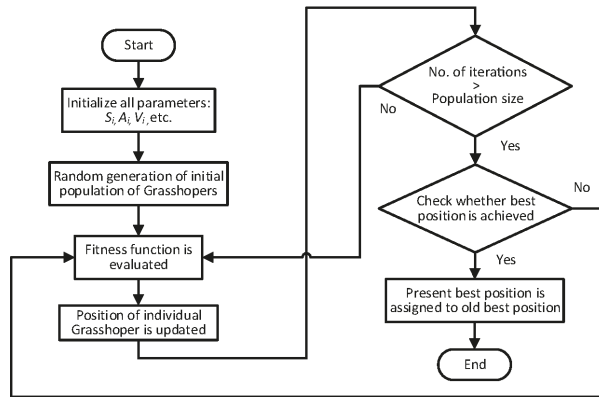 Start
Initialize all parameters:
Si, Ai, Vi, etc.
Random generation of initial
population of Grasshopers
Fitness function is
evaluated
Position of individual
Grasshoper is updated
No. of iterations
>
Population size
No
Yes
Check whether best
position is achieved
No
Yes
Present best position is
assigned to old best position
End